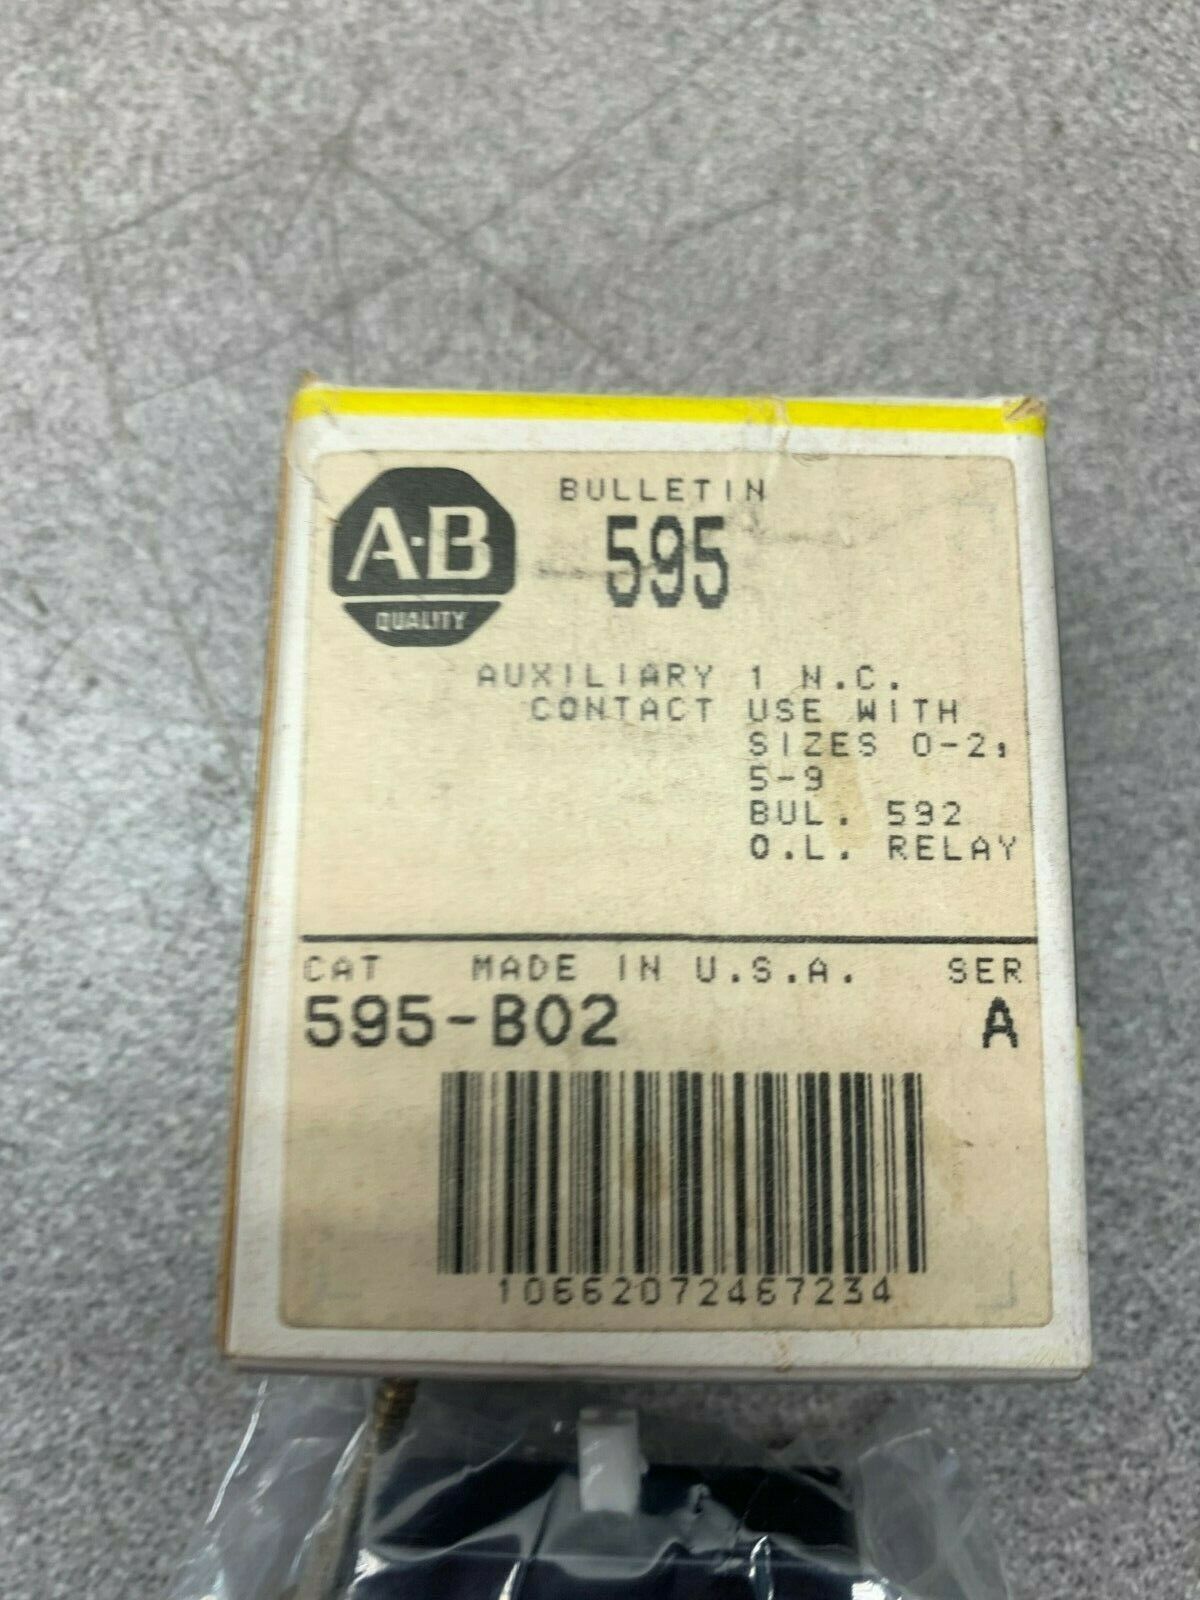 A-B
QUALITY
BULLETIN
595
AUXILIARY 1 N.C.
CONTACT USE WITH
SIZES 0-2,
5-9
BUL. 592
O.L. RELAY
CAT MADE IN U.S.A. SER
595-B02 A
10662072467234